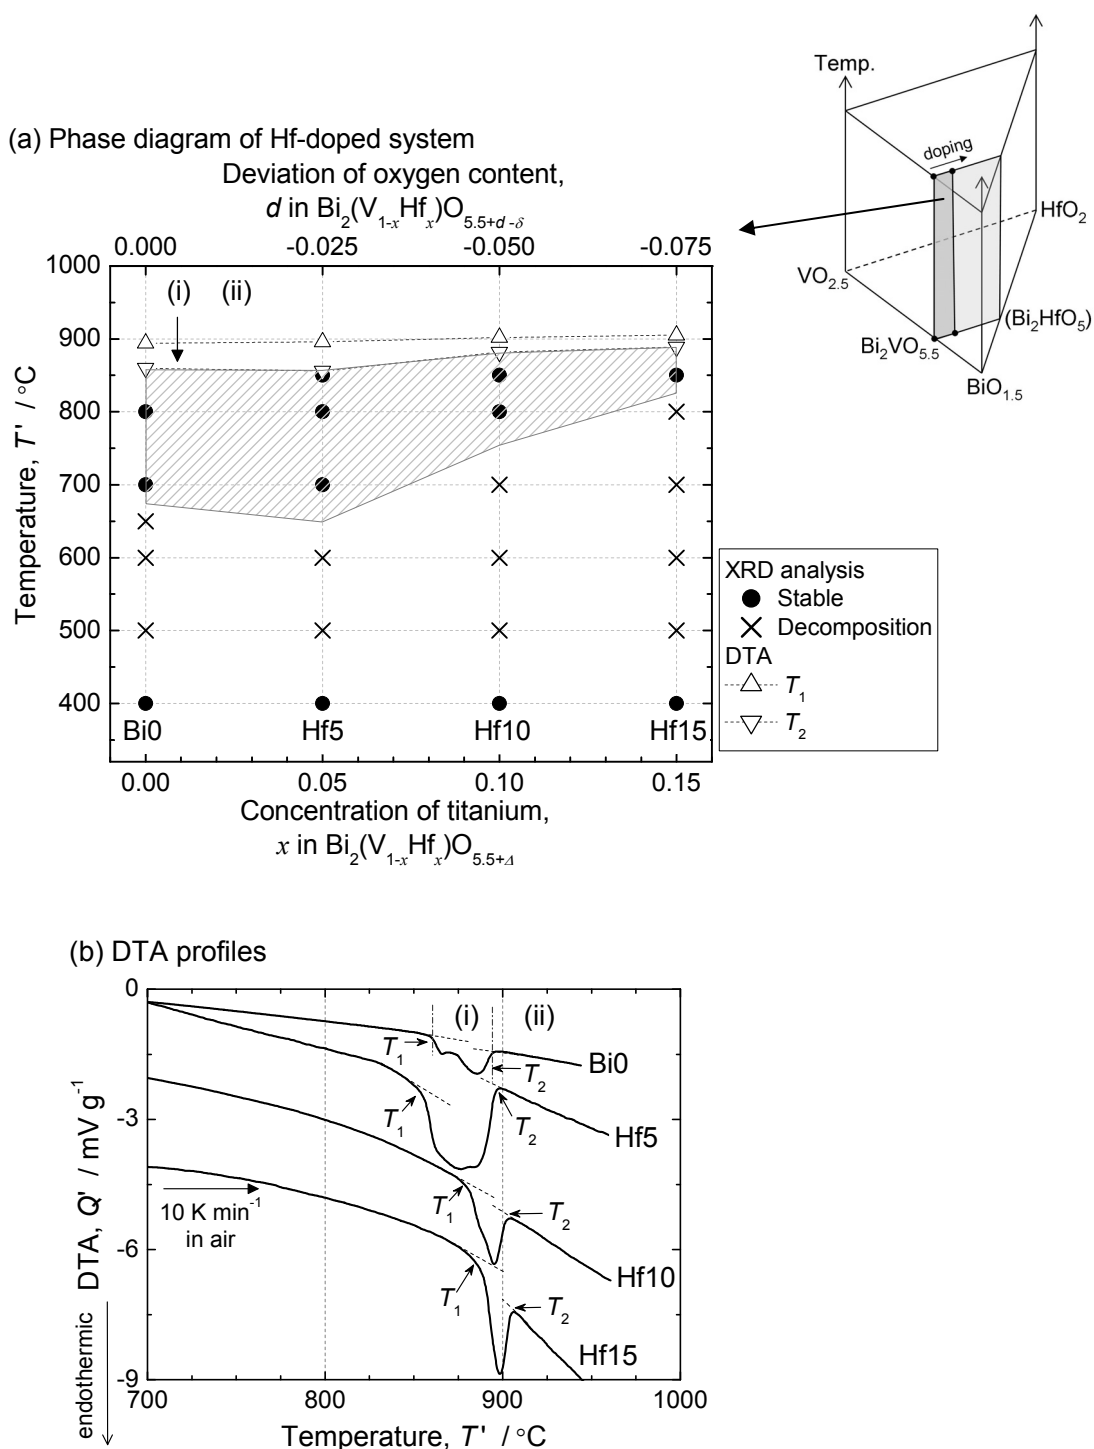 (a) Phase diagram of Hf-doped system
Deviation of oxygen content,
d in Bi2(V1-xHfx)O5.5+d-δ
0.000 -0.025 -0.050 -0.075
1000
900
800
700
600
500
400
Temperature, T' / °C
(i) (ii)
Bi0 Hf5 Hf10 Hf15
0.00 0.05 0.10 0.15
Concentration of titanium,
x in Bi2(V1-xHfx)O5.5+Δ
Temp.
doping
HfO2
VO2.5
(Bi2HfO5)
Bi2VO5.5
BiO1.5
XRD analysis
Stable
Decomposition
DTA
T1
T2
(b) DTA profiles
0
-3
-6
-9
DTA, Q' / mV g-1
endothermic
(i) (ii)
T1
T2
Bi0
T1
T2
Hf5
T1
T2
Hf10
T1
T2
Hf15
10 K min-1
in air
700 800 900 1000
Temperature, T' / °C